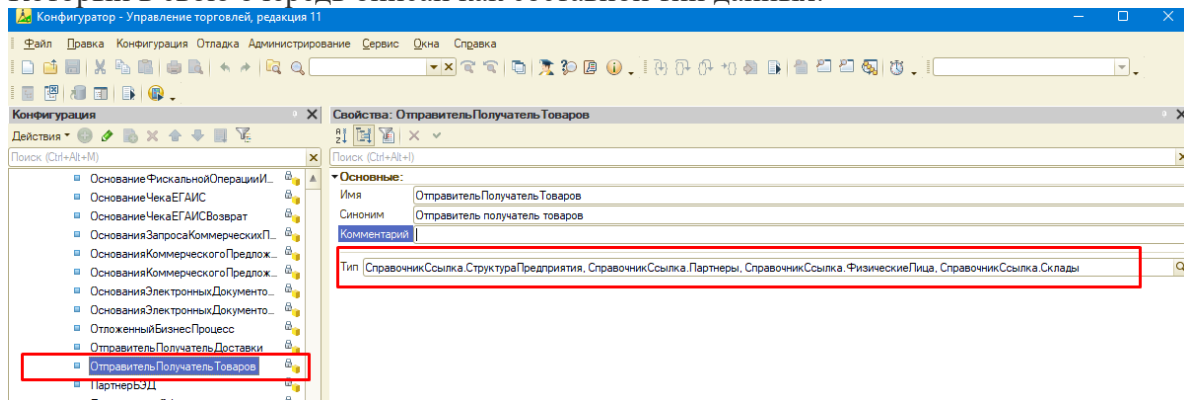 Конфигуратор - Управление торговлей, редакция 11
Файл Правка Конфигурация Отладка Администрирование Сервис Окна Справка
Конфигурация
Свойства: ОтправительПолучательТоваров
Действия
Поиск (Ctrl+Alt+M)
Поиск (Ctrl+Alt+I)
ОснованиеФискальнойОперацииИ...
Основные:
ОснованиеЧекаЕГАИС
Имя ОтправительПолучательТоваров
ОснованиеЧекаЕГАИСВозврат
Синоним Отправитель получатель товаров
ОснованияЗапросаКоммерческихП...
Комментарий
ОснованияКоммерческогоПредлож...
Тип СправочникСсылка.СтруктураПредприятия, СправочникСсылка.Партнеры, СправочникСсылка.ФизическиеЛица, СправочникСсылка.Склады
ОснованияКоммерческогоПредлож...
ОснованияЭлектронныхДокументо...
ОснованияЭлектронныхДокументо...
ОтложенныйБизнесПроцесс
ОтправительПолучательДоставки
ОтправительПолучательТоваров
ПартнерБЭД